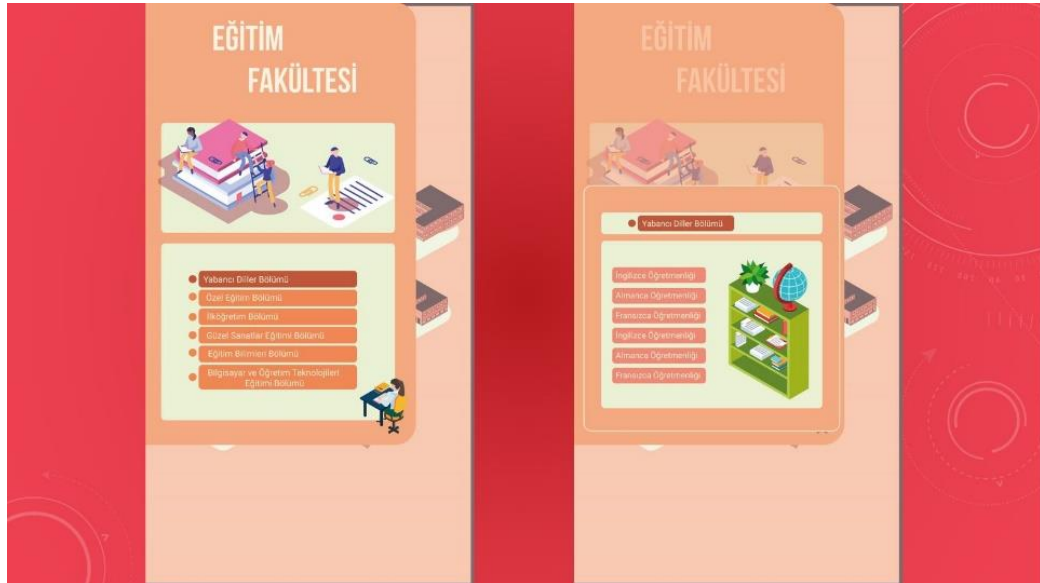 EĞİTİM
FAKÜLTESİ
Yabancı Diller Bölümü
Özel Eğitim Bölümü
İlköğretim Bölümü
Güzel Sanatlar Eğitimi Bölümü
Eğitim Bilimleri Bölümü
Bilgisayar ve Öğretim Teknolojileri
Eğitimi Bölümü
EĞİTİM
FAKÜLTESİ
Yabancı Diller Bölümü
İngilizce Öğretmenliği
Almanca Öğretmenliği
Fransızca Öğretmenliği
İngilizce Öğretmenliği
Almanca Öğretmenliği
Fransızca Öğretmenliği